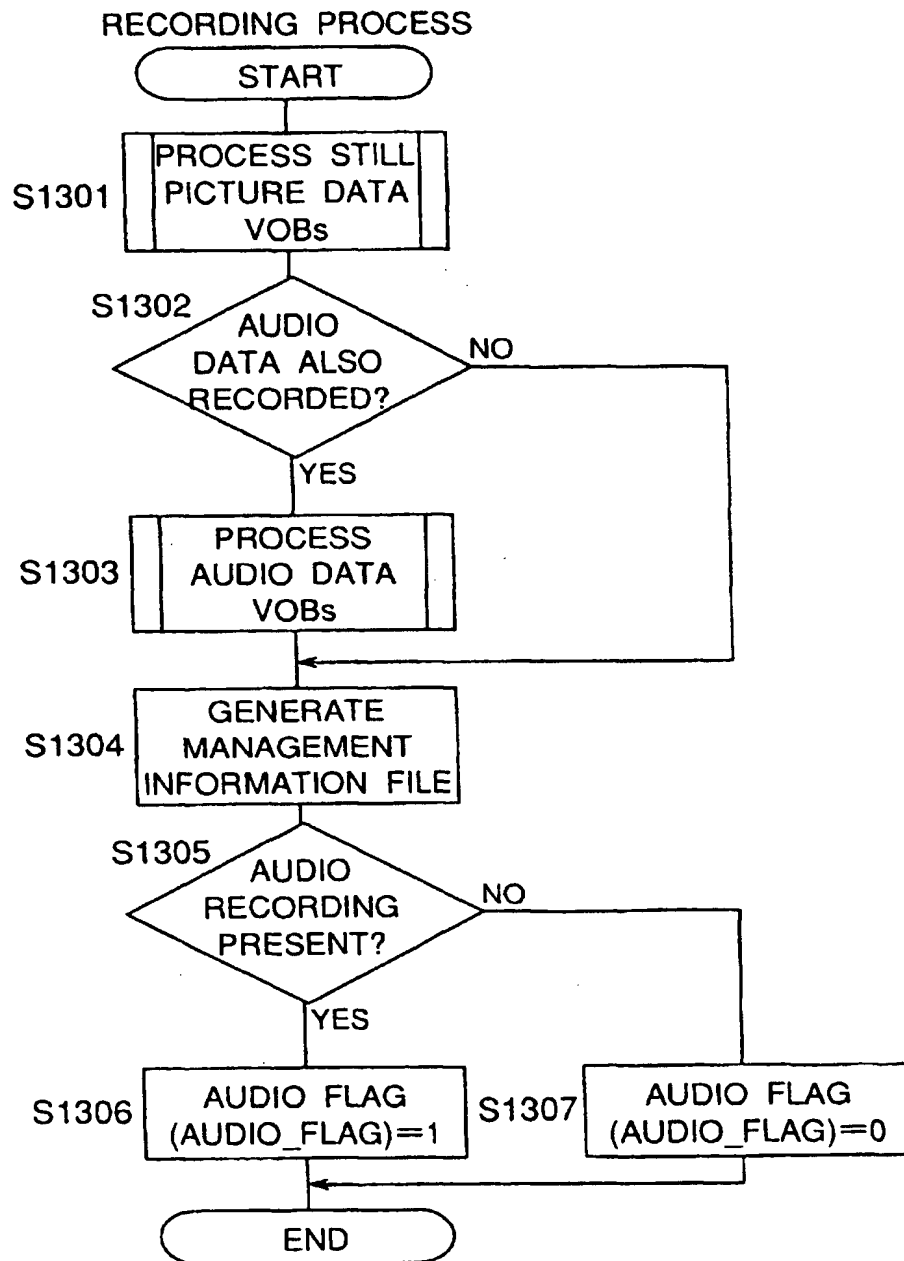 RECORDING PROCESS
START
S1301
PROCESS STILL
PICTURE DATA
VOBs
S1302
AUDIO
DATA ALSO
RECORDED?
NO
YES
S1303
PROCESS
AUDIO DATA
VOBs
S1304
GENERATE
MANAGEMENT
INFORMATION FILE
S1305
AUDIO
RECORDING
PRESENT?
NO
YES
S1306
AUDIO FLAG
(AUDIO_FLAG)=1
S1307
AUDIO FLAG
(AUDIO_FLAG)=0
END